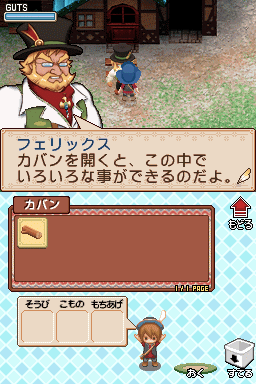 GUTS
フェリックス
カバンを開くと、この中で
いろいろな事ができるのだよ。
カバン
もどる
1/1 PAGE
そうび こもの もちあげ
おく
すてる